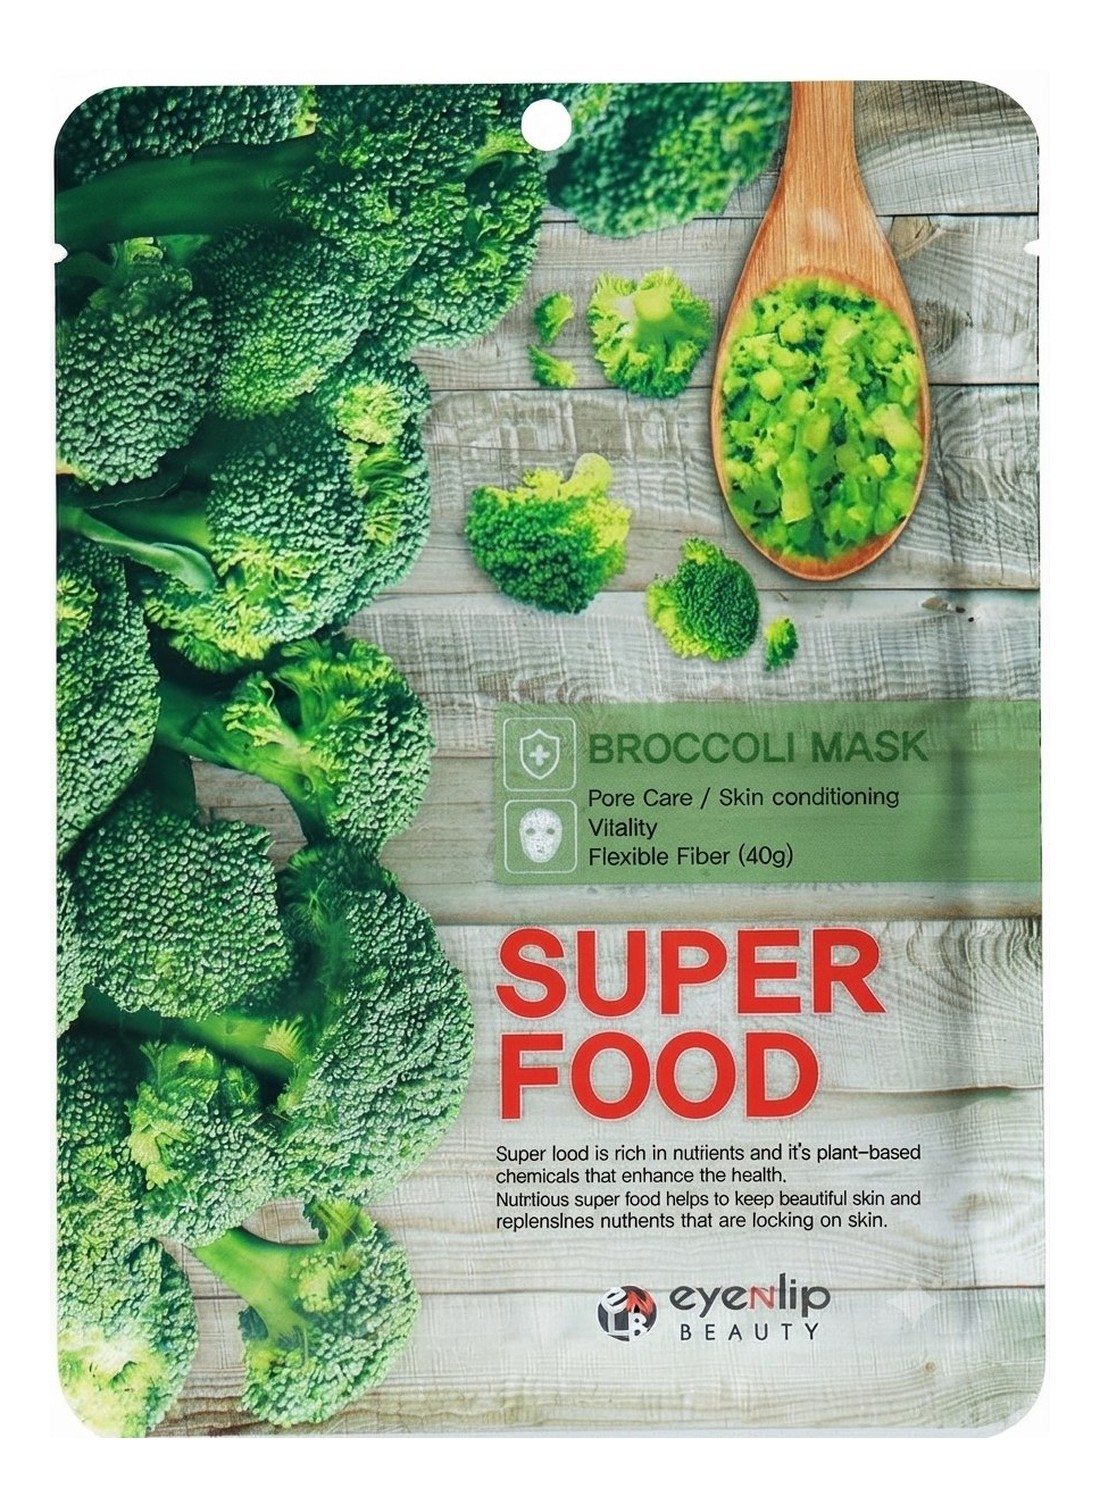 BROCCOLI MASK
Pore Care / Skin conditioning
Vitality
Flexible Fiber (40g)
SUPER
FOOD
Super lood is rich in nutiients and it's plant-based
chemicals that enhance the health.
Nutrtious super food helps to keep beautiful skin and
replenslnes nuthents that are locking on skin.
eyeNlip
BEAUTY